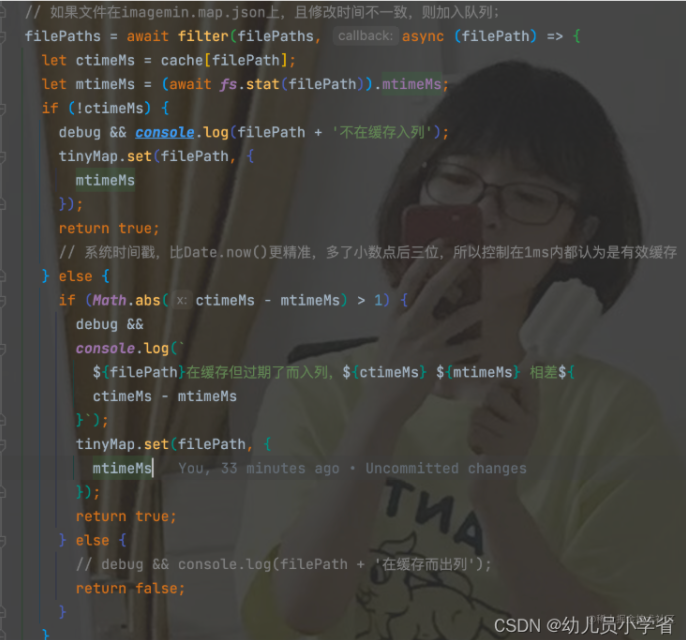 // 如果文件在imagemin.map.json上，且修改时间不一致，则加入队列；
filePaths = await filter(filePaths, callback: async (filePath) => {
let ctimeMs = cache[filePath];
let mtimeMs = (await fs.stat(filePath)).mtimeMs;
if (!ctimeMs) {
debug && console.log(filePath + '不在缓存入列');
tinyMap.set(filePath, {
mtimeMs
});
return true;
// 系统时间戳，比Date.now()更精准，多了小数点后三位，所以控制在1ms内都认为是有效缓存
} else {
if (Math.abs( x: ctimeMs - mtimeMs) > 1) {
debug &&
console.log(`
${filePath}在缓存但过期了而入列，${ctimeMs} ${mtimeMs} 相差${
ctimeMs - mtimeMs
}`);
tinyMap.set(filePath, {
mtimeMs You, 33 minutes ago • Uncommitted changes
});
return true;
} else {
// debug && console.log(filePath + '在缓存而出列');
return false;
}
}
ANT
CSDN @幼儿员小学省